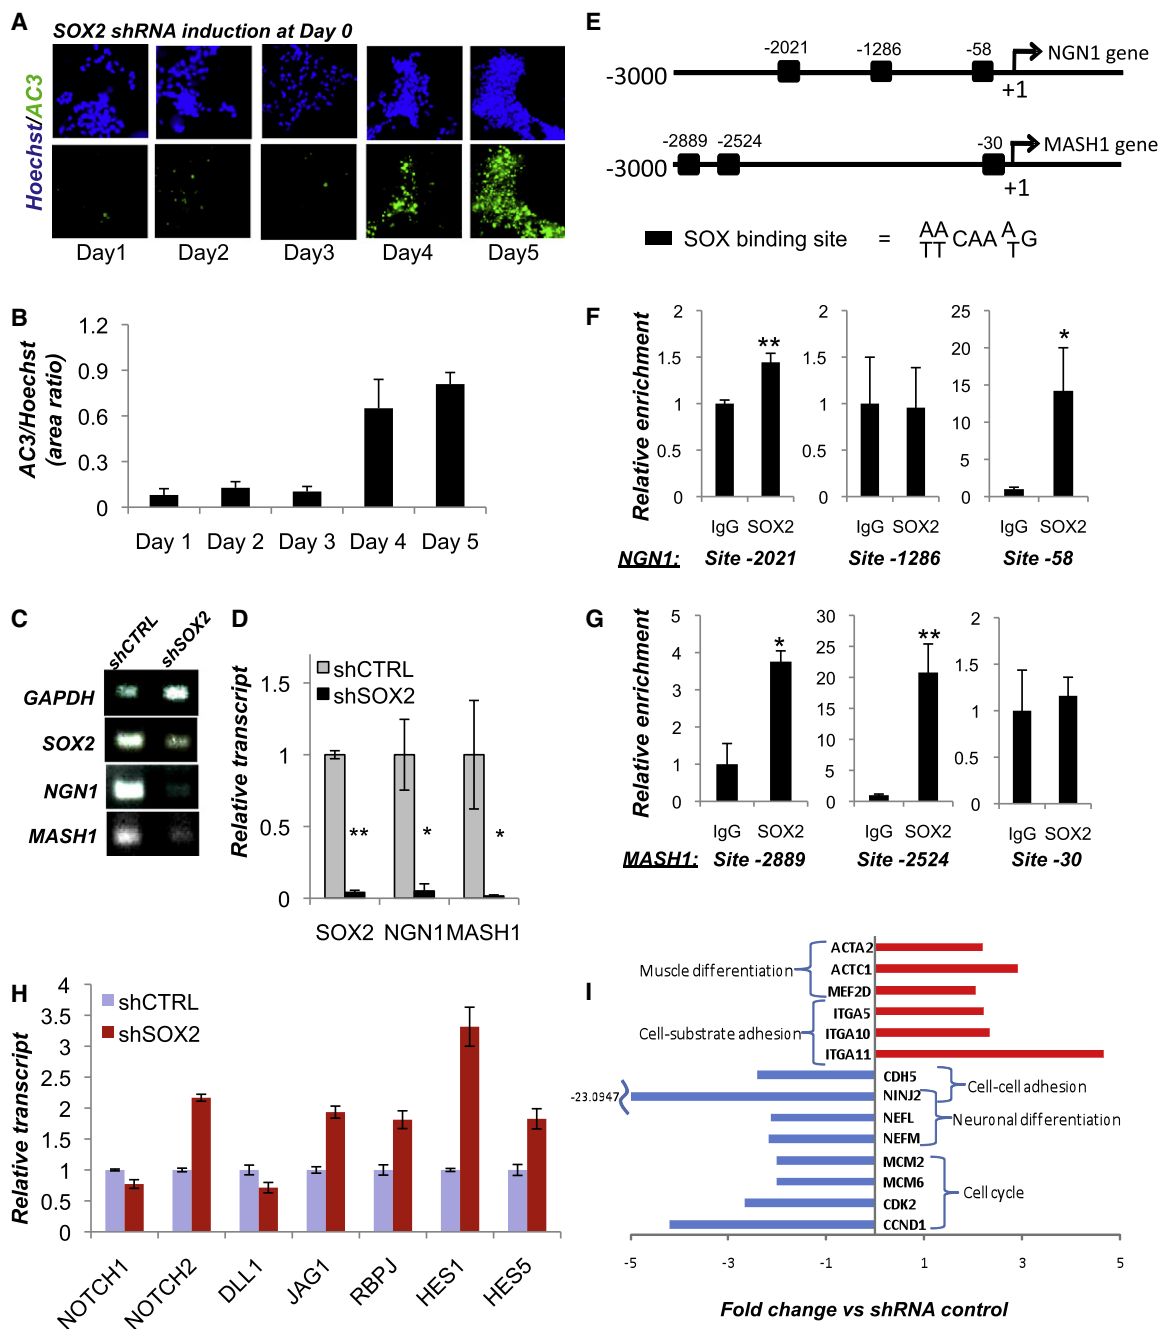 A
SOX2 shRNA induction at Day 0
Hoechst/AC3
Day1 Day2 Day3 Day4 Day5
B
AC3/Hoechst
(area ratio)
1.2
0.9
0.6
0.3
0
Day 1 Day 2 Day 3 Day 4 Day 5
C
shCTRL shSOX2
GAPDH
SOX2
NGN1
MASH1
D
Relative transcript
shCTRL
shSOX2
1.5
1
0.5
0
** * *
SOX2 NGN1 MASH1
E
-2021 -1286 -58
-3000
+1
NGN1 gene
-2889 -2524 -30
-3000
+1
MASH1 gene
SOX binding site = AA CAA A G
TT T
F
Relative enrichment
2
1.5
1
0.5
0
**
IgG SOX2
2
1.5
1
0.5
0
IgG SOX2
25
20
15
10
5
0
*
IgG SOX2
NGN1: Site -2021 Site -1286 Site -58
G
Relative enrichment
5
4
3
2
1
0
*
IgG SOX2
30
25
20
15
10
5
0
**
IgG SOX2
2
1.5
1
0.5
0
IgG SOX2
MASH1: Site -2889 Site -2524 Site -30
H
Relative transcript
4
3.5
3
2.5
2
1.5
1
0.5
0
shCTRL
shSOX2
NOTCH1 NOTCH2 DLL1 JAG1 RBPJ HES1 HES5
I
Muscle differentiation
ACTA2
ACTC1
MEF2D
Cell-substrate adhesion
ITGA5
ITGA10
ITGA11
CDH5
NINJ2
Cell-cell adhesion
-23.0947
NEFL
NEFM
Neuronal differentiation
MCM2
MCM6
CDK2
CCND1
Cell cycle
-5 -3 -1 1 3 5
Fold change vs shRNA control